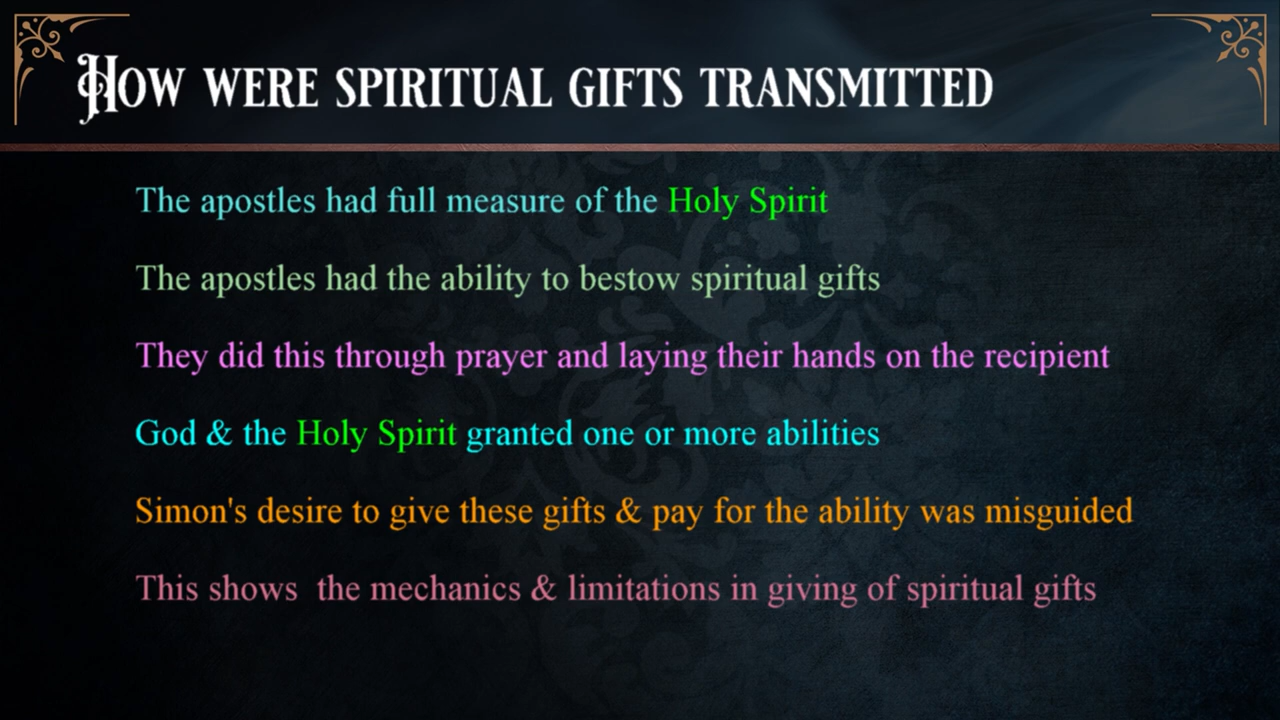 How were spiritual gifts transmitted
The apostles had full measure of the Holy Spirit
The apostles had the ability to bestow spiritual gifts
They did this through prayer and laying their hands on the recipient
God & the Holy Spirit granted one or more abilities
Simon's desire to give these gifts & pay for the ability was misguided
This shows  the mechanics & limitations in giving of spiritual gifts